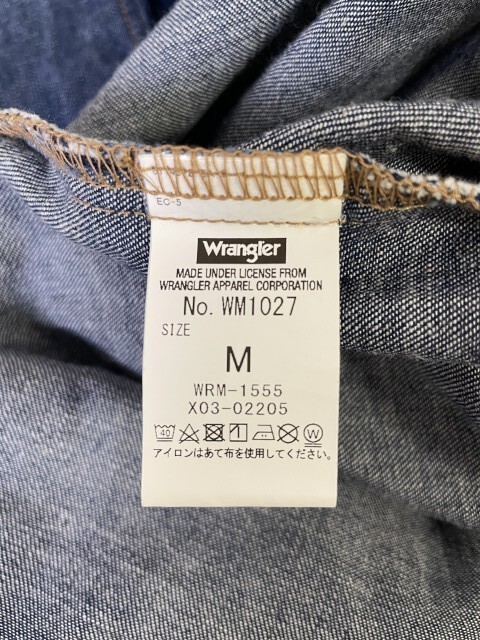 EC-5
Wrangler
MADE UNDER LICENSE FROM
WRANGLER APPAREL CORPORATION
No. WM1027
SIZE
M
WRM-1555
X03-02205
40 W
アイロンはあて布を使用してください。